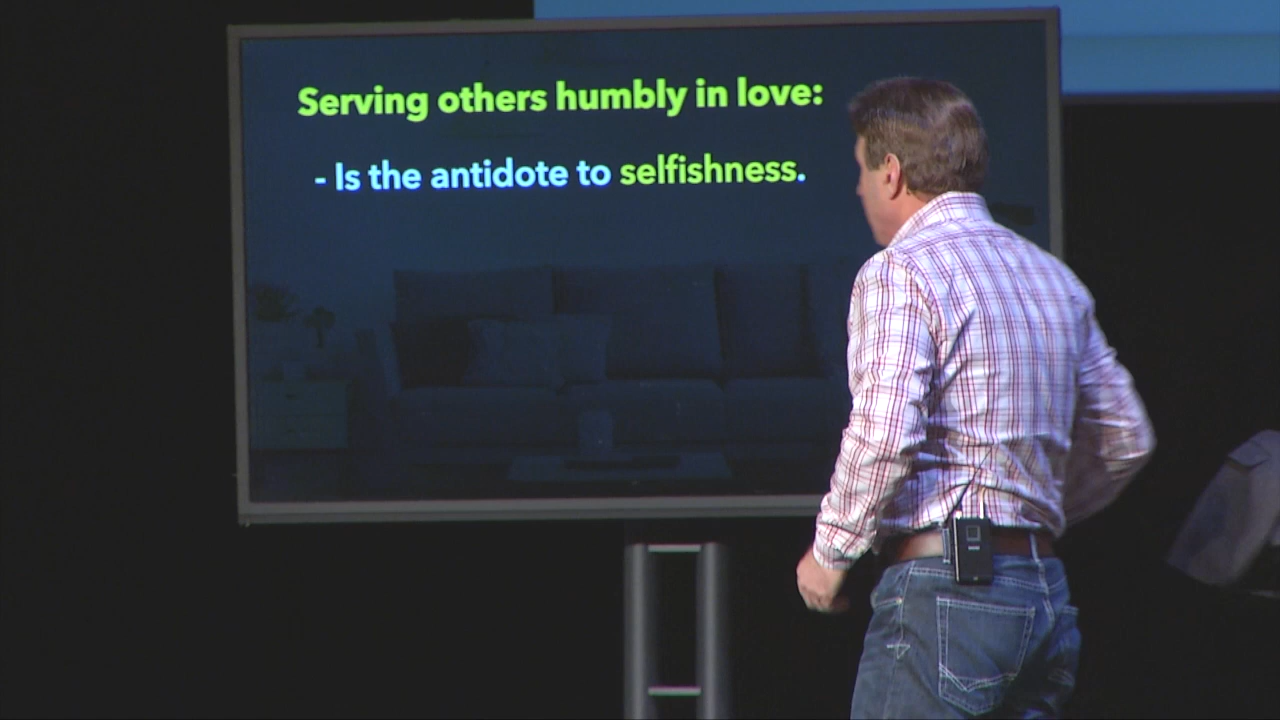 Serving others humbly in love:
- Is the antidote to selfishness.